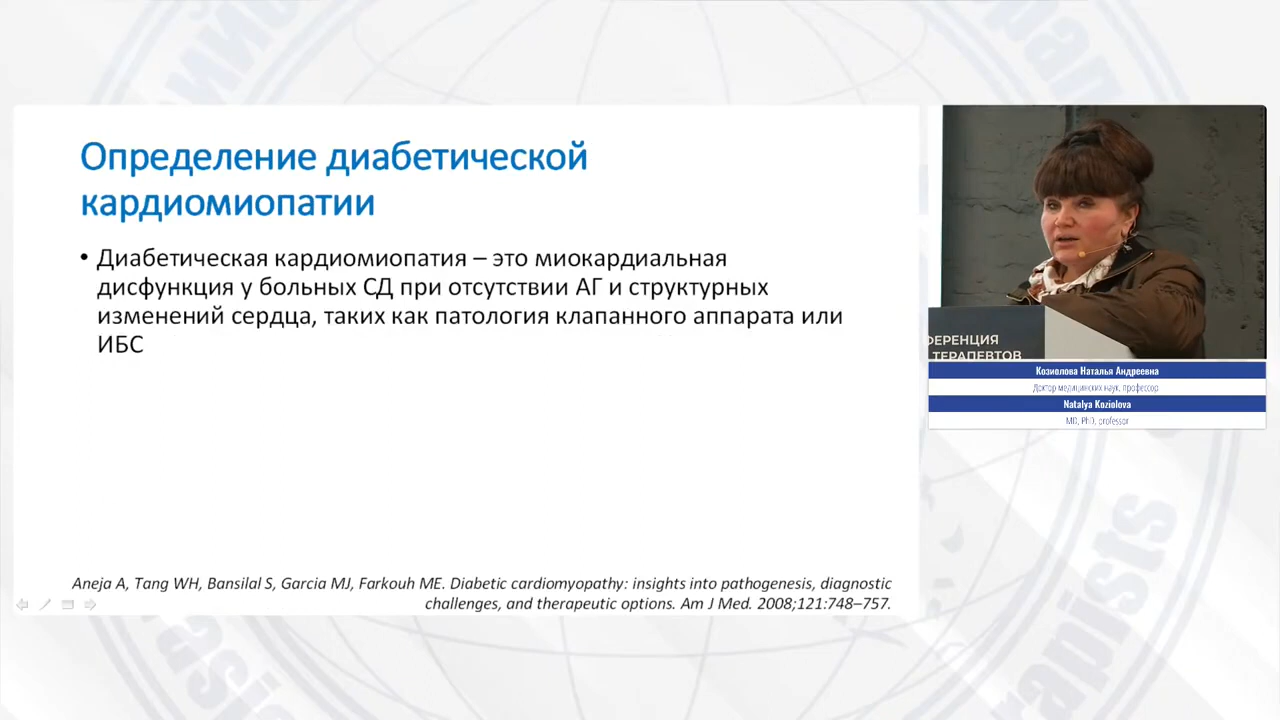 Определение диабетической
кардиомиопатии
• Диабетическая кардиомиопатия – это миокардиальная
дисфункция у больных СД при отсутствии АГ и структурных
изменений сердца, таких как патология клапанного аппарата или
ИБС
Aneja A, Tang WH, Bansilal S, Garcia MJ, Farkouh ME. Diabetic cardiomyopathy: insights into pathogenesis, diagnostic
challenges, and therapeutic options. Am J Med. 2008;121:748–757.
ФЕРЕНЦИЯ
ТЕРАПЕВТОВ
Козиолова Наталья Андреевна
Доктор медицинских наук, профессор
Natalya Koziolova
MD, PhD, professor